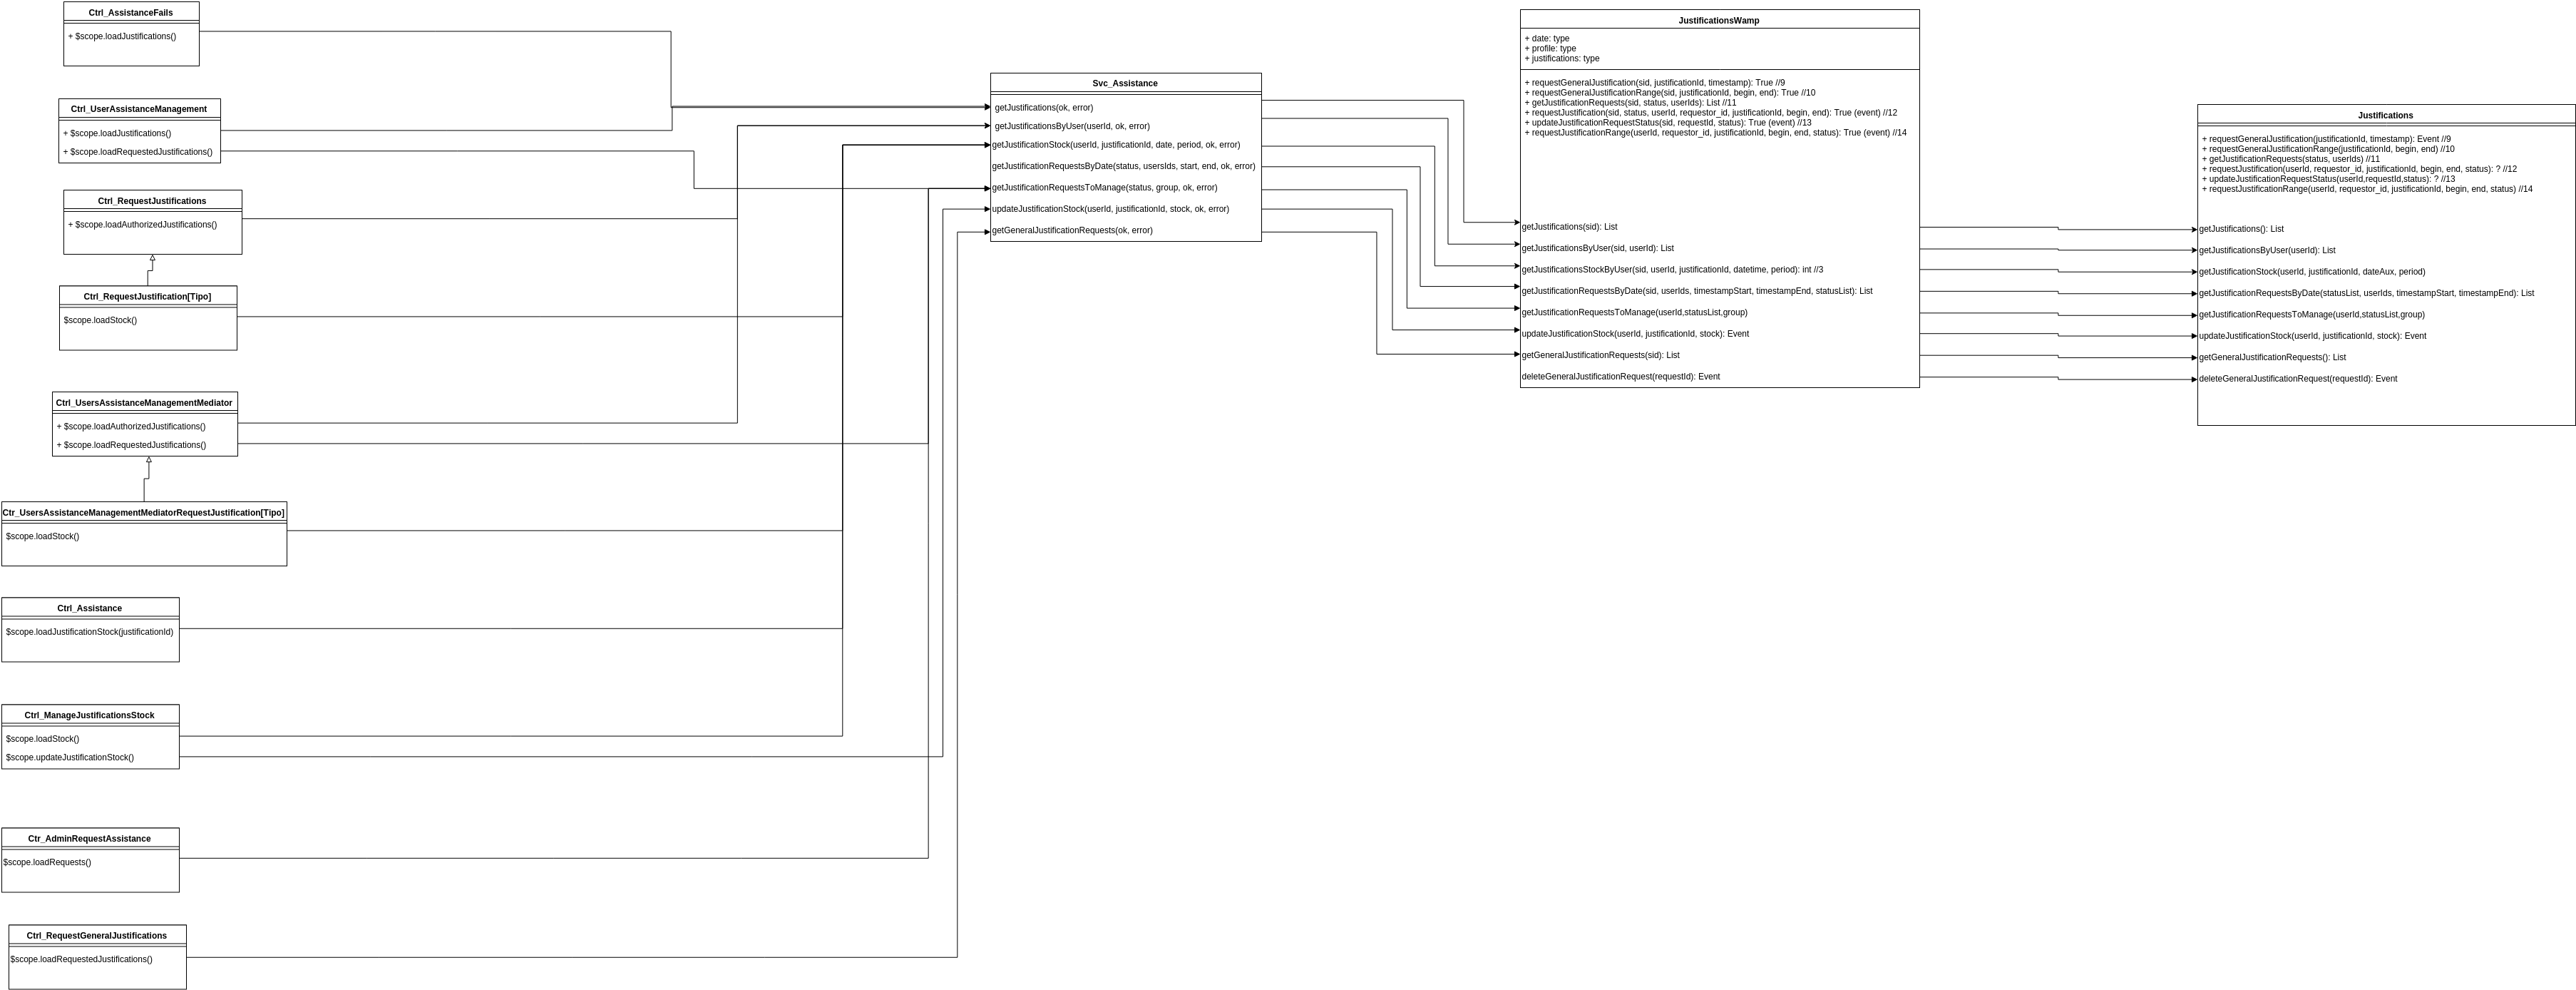 Ctrl_AssistanceFails
+ $scope.loadJustifications()
Ctrl_UserAssistanceManagement
+ $scope.loadJustifications()
+ $scope.loadRequestedJustifications()
Ctrl_RequestJustifications
+ $scope.loadAuthorizedJustifications()
Ctrl_RequestJustification[Tipo]
$scope.loadStock()
Ctrl_UsersAssistanceManagementMediator
+ $scope.loadAuthorizedJustifications()
+ $scope.loadRequestedJustifications()
Ctr_UsersAssistanceManagementMediatorRequestJustification[Tipo]
$scope.loadStock()
Ctrl_Assistance
$scope.loadJustificationStock(justificationId)
Ctrl_ManageJustificationsStock
$scope.loadStock()
$scope.updateJustificationStock()
Ctr_AdminRequestAssistance
$scope.loadRequests()
Ctrl_RequestGeneralJustifications
$scope.loadRequestedJustifications()
Svc_Assistance
getJustifications(ok, error)
getJustificationsByUser(userId, ok, error)
getJustificationStock(userId, justificationId, date, period, ok, error)
getJustificationRequestsByDate(status, usersIds, start, end, ok, error)
getJustificationRequestsToManage(status, group, ok, error)
updateJustificationStock(userId, justificationId, stock, ok, error)
getGeneralJustificationRequests(ok, error)
JustificationsWamp
+ date: type
+ profile: type
+ justifications: type
+ requestGeneralJustification(sid, justificationId, timestamp): True //9
+ requestGeneralJustificationRange(sid, justificationId, begin, end): True //10
+ getJustificationRequests(sid, status, userIds): List //11
+ requestJustification(sid, status, userId, requestor_id, justificationId, begin, end): True (event) //12
+ updateJustificationRequestStatus(sid, requestId, status): True (event) //13
+ requestJustificationRange(userId, requestor_id, justificationId, begin, end, status): True (event) //14
getJustifications(sid): List
getJustificationsByUser(sid, userId): List
getJustificationsStockByUser(sid, userId, justificationId, datetime, period): int //3
getJustificationRequestsByDate(sid, userIds, timestampStart, timestampEnd, statusList): List
getJustificationRequestsToManage(userId,statusList,group)
updateJustificationStock(userId, justificationId, stock): Event
getGeneralJustificationRequests(sid): List
deleteGeneralJustificationRequest(requestId): Event
Justifications
+ requestGeneralJustification(justificationId, timestamp): Event //9
+ requestGeneralJustificationRange(justificationId, begin, end) //10
+ getJustificationRequests(status, userIds) //11
+ requestJustification(userId, requestor_id, justificationId, begin, end, status): ? //12
+ updateJustificationRequestStatus(userId,requestId,status): ? //13
+ requestJustificationRange(userId, requestor_id, justificationId, begin, end, status) //14
getJustifications(): List
getJustificationsByUser(userId): List
getJustificationStock(userId, justificationId, dateAux, period)
getJustificationRequestsByDate(statusList, userIds, timestampStart, timestampEnd): List
getJustificationRequestsToManage(userId,statusList,group)
updateJustificationStock(userId, justificationId, stock): Event
getGeneralJustificationRequests(): List
deleteGeneralJustificationRequest(requestId): Event